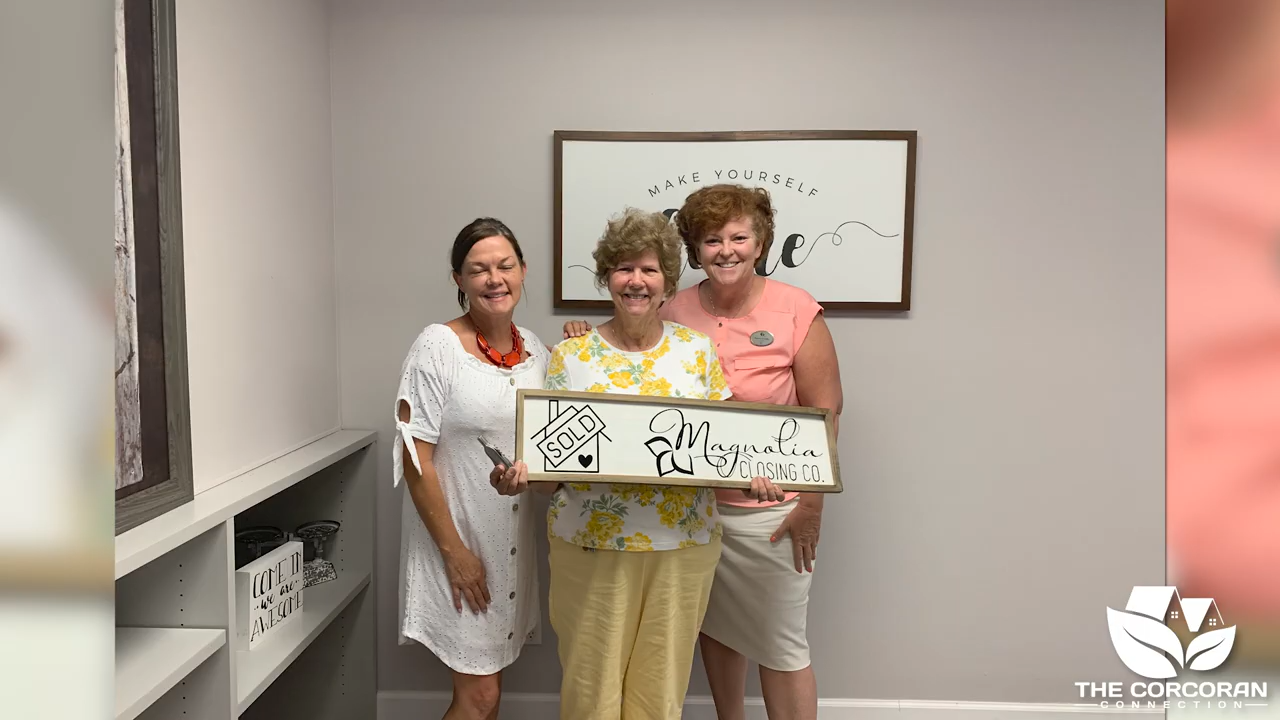 MAKE YOURSELF
SOLD
Magnolia
CLOSING CO.
COME IN
we are
AWESOME
THE CORCORAN
CONNECTION